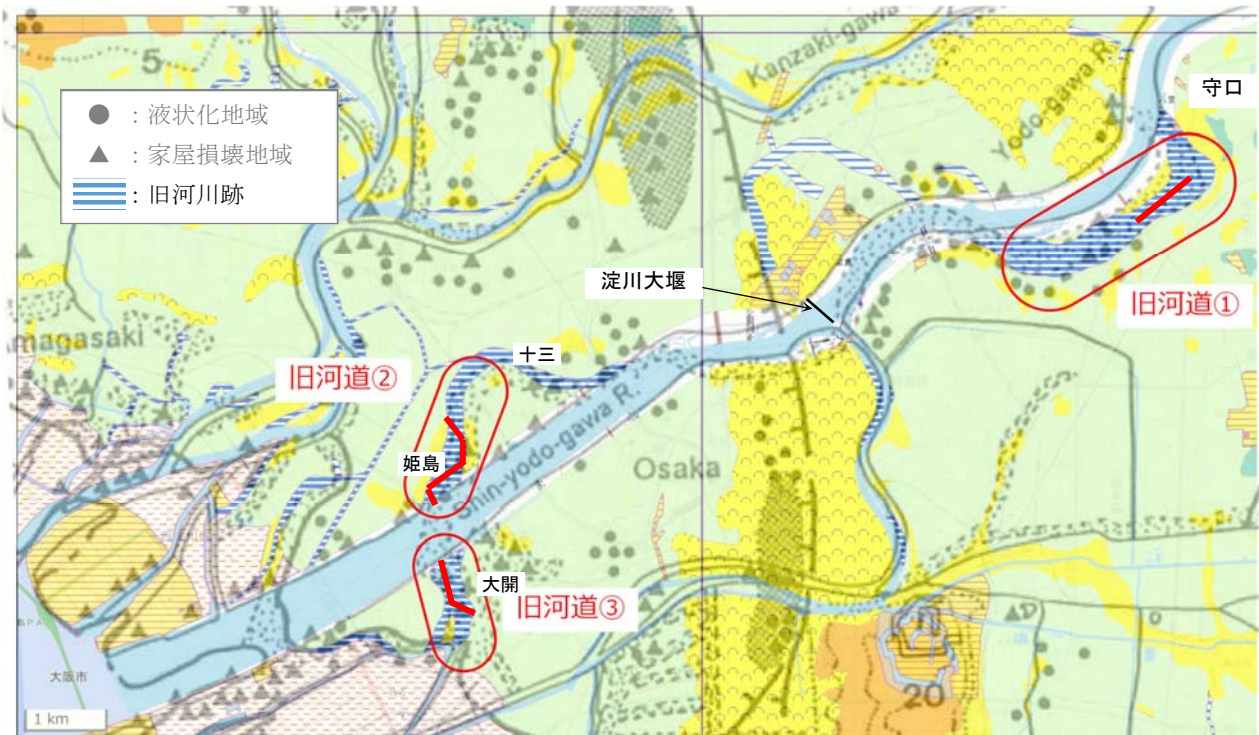 5
Kanzaki-gawa R.
守口
● : 液状化地域
▲ : 家屋損壊地域
: 旧河川跡
Yodo-gawa R.
淀川大堰
旧河道①
magasaki
十三
旧河道②
姫島
Shin-yodo-gawa R.
Osaka
大開
旧河道③
大阪市
20
1 km